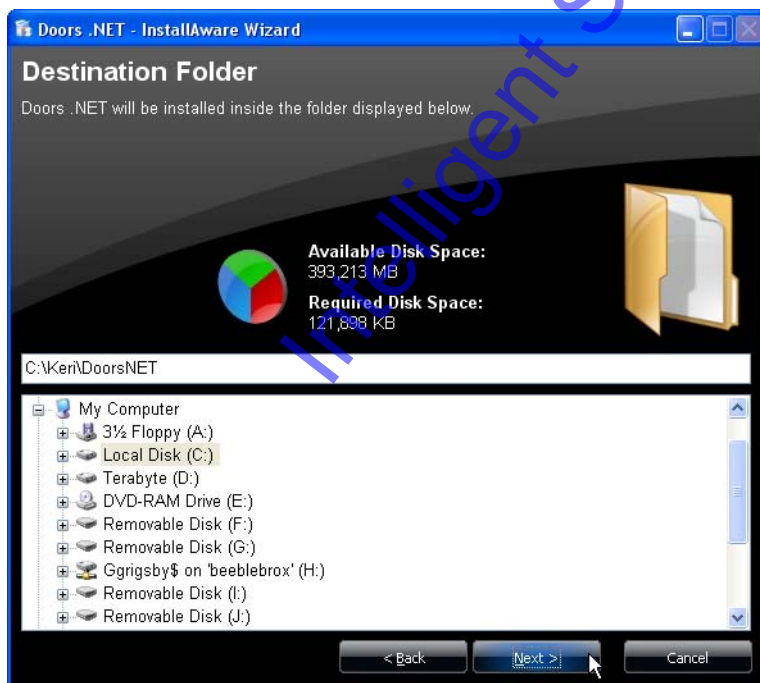 Doors .NET - InstallAware Wizard
Destination Folder
Doors .NET will be installed inside the folder displayed below.
Available Disk Space:
393,213 MB
Required Disk Space:
121,898 KB
C:\Keri\DoorsNET
My Computer
3½ Floppy (A:)
Local Disk (C:)
Terabyte (D:)
DVD-RAM Drive (E:)
Removable Disk (F:)
Removable Disk (G:)
Ggrigsby$ on 'beeblebrox' (H:)
Removable Disk (I:)
Removable Disk (J:)
< Back
Next >
Cancel
Intelligent S